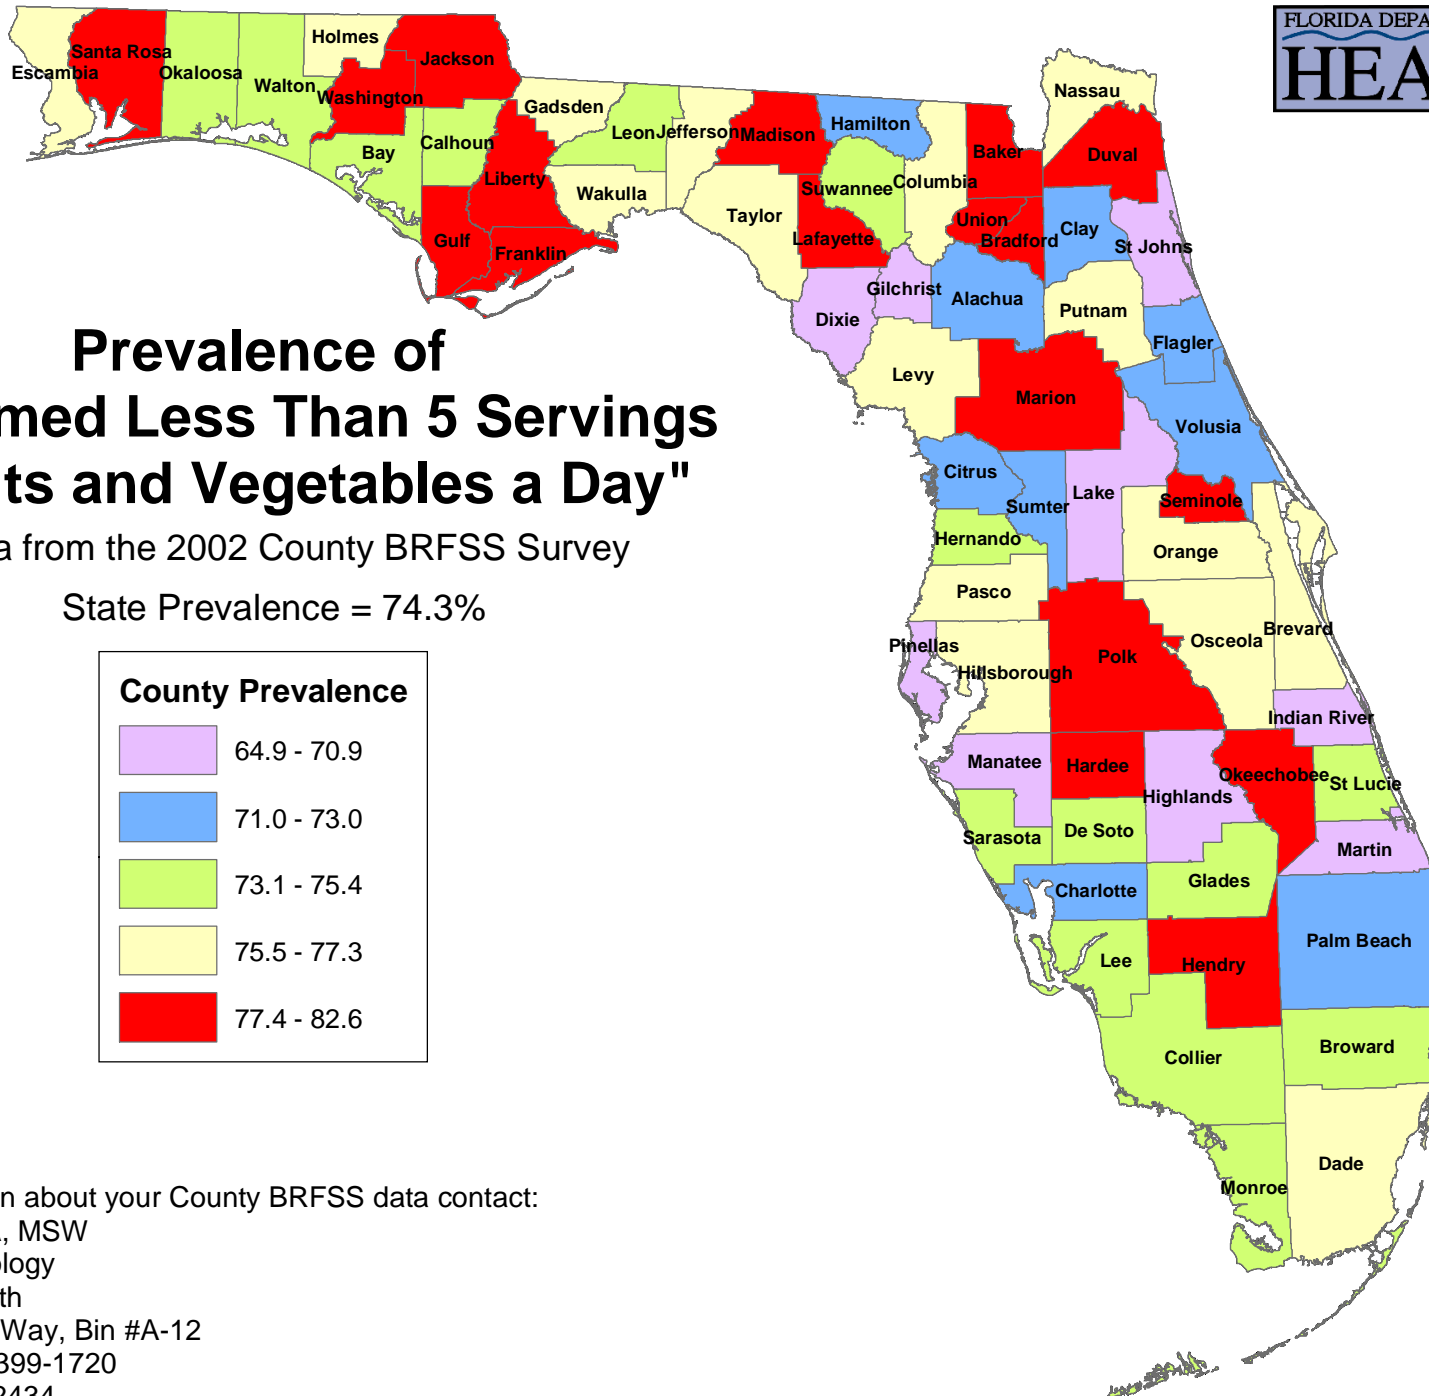 FLORIDA DEPA
HEA
Holmes
Santa Rosa
Jackson
Escambia
Okaloosa
Walton
Washington
Nassau
Gadsden
Hamilton
Leon
Jefferson
Madison
Calhoun
Bay
Baker
Duval
Liberty
Suwannee
Columbia
Wakulla
Taylor
Union
Clay
Lafayette
Bradford
St Johns
Gulf
Franklin
Gilchrist
Alachua
Dixie
Putnam
Flagler
Prevalence of
med Less Than 5 Servings
ts and Vegetables a Day"
a from the 2002 County BRFSS Survey
State Prevalence = 74.3%
Levy
Marion
Volusia
Citrus
Lake
Seminole
Sumter
Hernando
Orange
Pasco
Brevard
Osceola
Pinellas
Polk
Hillsborough
Indian River
Manatee
Hardee
Okeechobee
St Lucie
Highlands
Sarasota
De Soto
Martin
Glades
Charlotte
Palm Beach
Lee
Hendry
Broward
Collier
Dade
Monroe
County Prevalence
64.9 - 70.9
71.0 - 73.0
73.1 - 75.4
75.5 - 77.3
77.4 - 82.6
n about your County BRFSS data contact:
, MSW
ology
th
Way, Bin #A-12
399-1720
2434